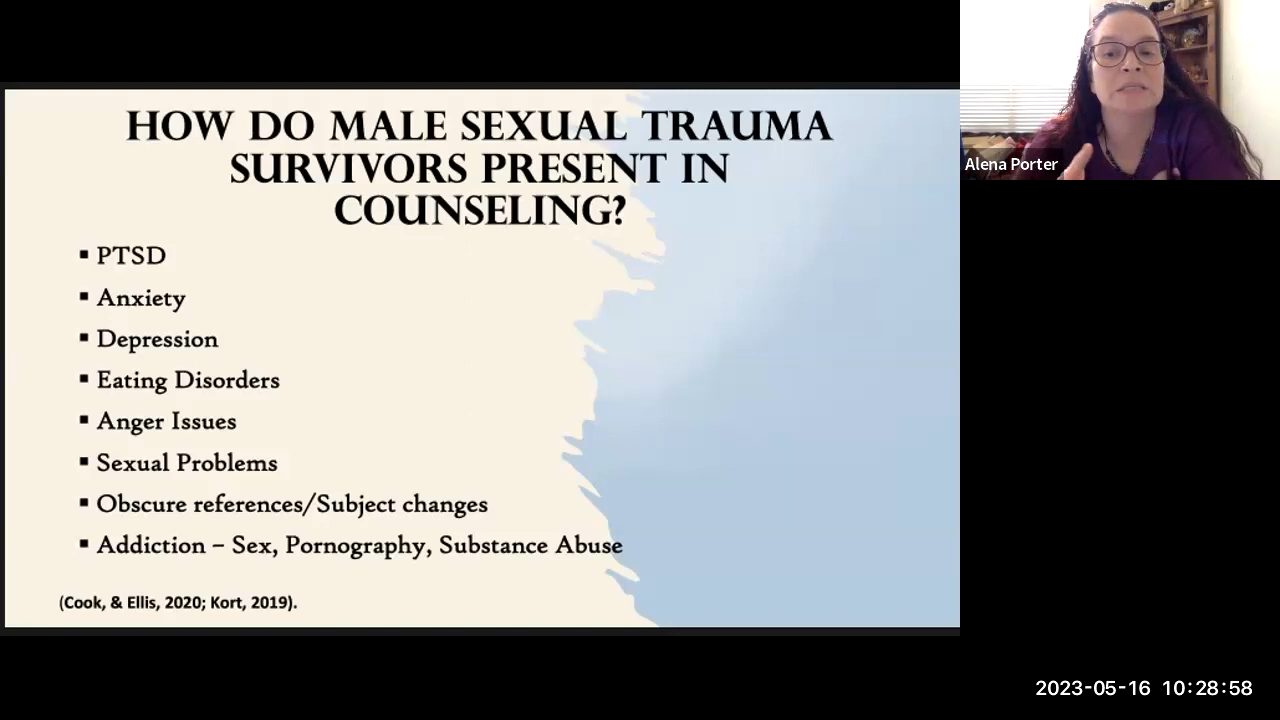 HOW DO MALE SEXUAL TRAUMA
SURVIVORS PRESENT IN
COUNSELING?
▪ PTSD
▪ Anxiety
▪ Depression
▪ Eating Disorders
▪ Anger Issues
▪ Sexual Problems
▪ Obscure references/Subject changes
▪ Addiction – Sex, Pornography, Substance Abuse
(Cook, & Ellis, 2020; Kort, 2019).
Alena Porter
2023-05-16 10:28:58